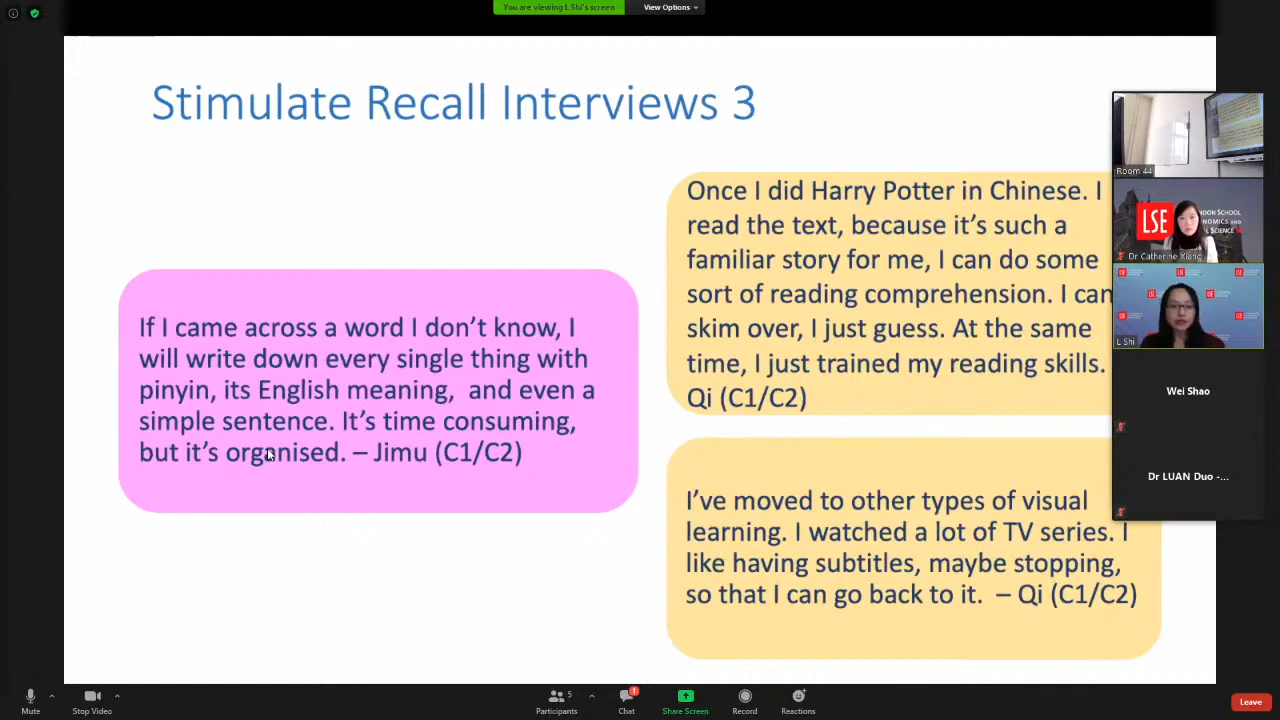 You are viewing L Shi's screen
View Options
Stimulate Recall Interviews 3
If I came across a word I don't know, I
will write down every single thing with
pinyin, its English meaning, and even a
simple sentence. It's time consuming,
but it's organised. – Jimu (C1/C2)
Once I did Harry Potter in Chinese. I
read the text, because it's such a
familiar story for me, I can do some
sort of reading comprehension. I can
skim over, I just guess. At the same
time, I just trained my reading skills.
Qi (C1/C2)
I've moved to other types of visual
learning. I watched a lot of TV series. I
like having subtitles, maybe stopping,
so that I can go back to it. – Qi (C1/C2)
Room 44
LSE
Dr Catherine Xiang
L Shi
Wei Shao
Dr LUAN Duo -...
Mute
Stop Video
5
Participants
1
Chat
Share Screen
Record
Reactions
Leave